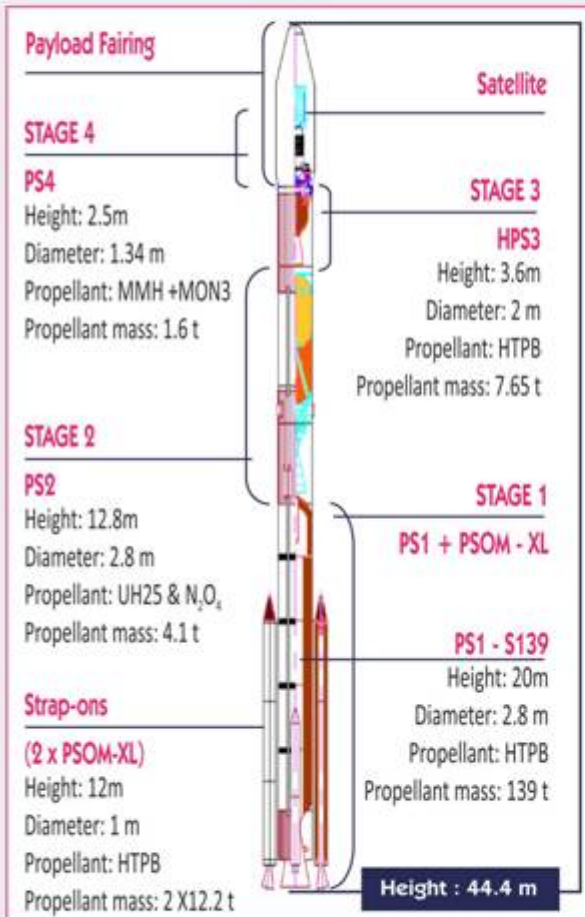 Payload Fairing
Satellite
STAGE 4
PS4
Height: 2.5m
Diameter: 1.34 m
Propellant: MMH +MON3
Propellant mass: 1.6 t
STAGE 3
HPS3
Height: 3.6m
Diameter: 2 m
Propellant: HTPB
Propellant mass: 7.65 t
STAGE 2
PS2
Height: 12.8m
Diameter: 2.8 m
Propellant: UH25 & N₂O₄
Propellant mass: 4.1 t
STAGE 1
PS1 + PSOM - XL
PS1 - S139
Height: 20m
Diameter: 2.8 m
Propellant: HTPB
Propellant mass: 139 t
Strap-ons
(2 x PSOM-XL)
Height: 12m
Diameter: 1 m
Propellant: HTPB
Propellant mass: 2 X12.2 t
Height : 44.4 m